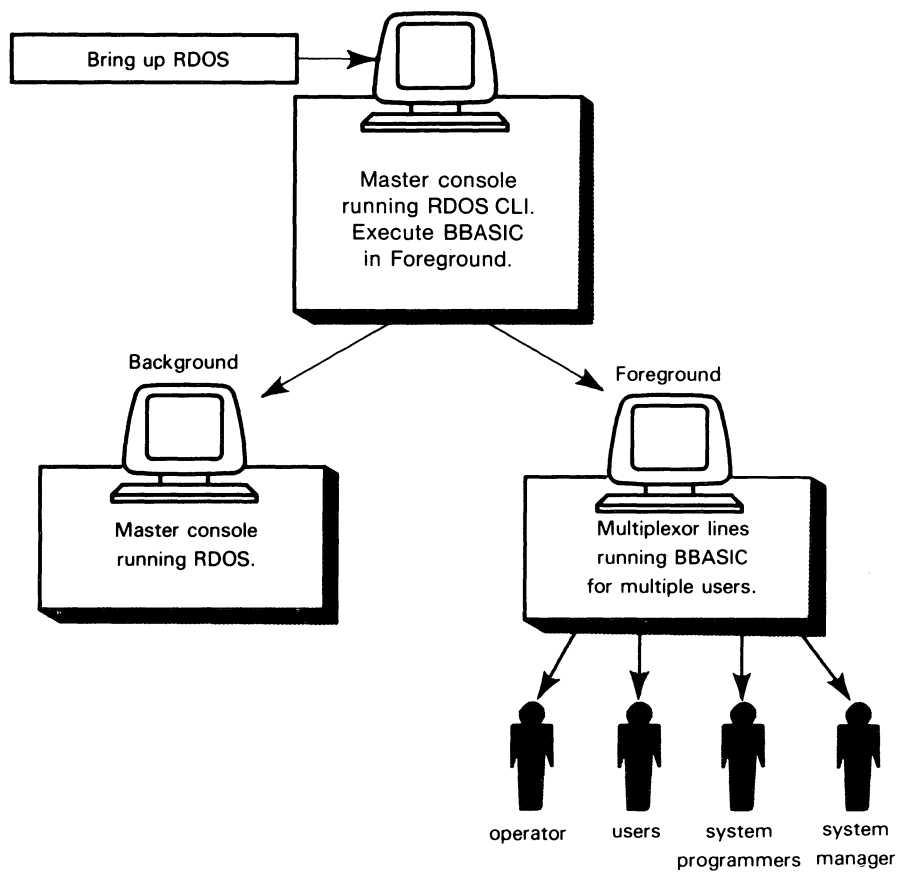 Bring up RDOS
Master console
running RDOS CLI.
Execute BBASIC
in Foreground.
Background
Master console
running RDOS.
Foreground
Multiplexor lines
running BBASIC
for multiple users.
operator
users
system
programmers
system
manager